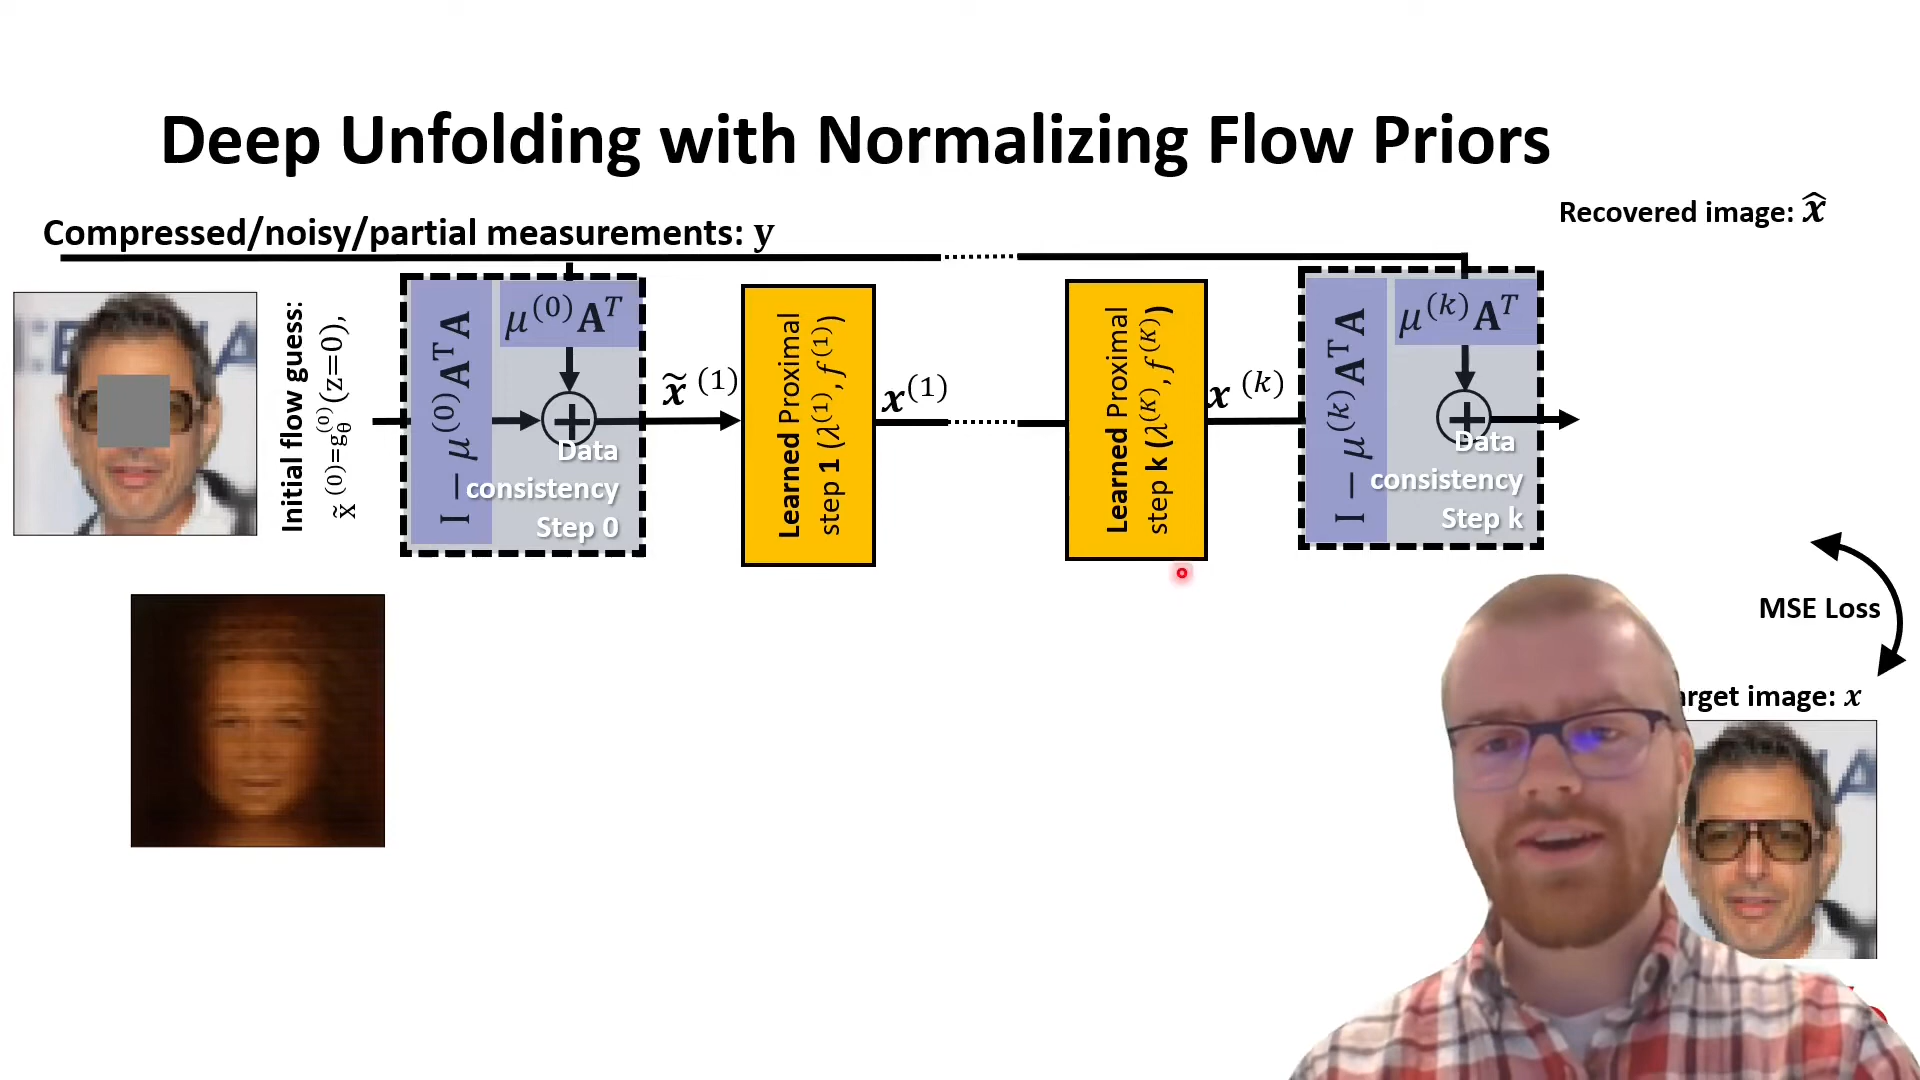 Deep Unfolding with Normalizing Flow Priors
Compressed/noisy/partial measurements: y
Recovered image: x̂
Initial flow guess:
x̃⁽⁰⁾=g_θ⁽⁰⁾(z=0),
I − μ⁽⁰⁾AᵀA
μ⁽⁰⁾Aᵀ
+
Data
consistency
Step 0
x̃ ⁽¹⁾
Learned Proximal
step 1 (λ⁽¹⁾, f⁽¹⁾)
x⁽¹⁾
Learned Proximal
step k (λ⁽ᴷ⁾, f⁽ᴷ⁾)
x ⁽ᵏ⁾
I − μ⁽ᵏ⁾AᵀA
μ⁽ᵏ⁾Aᵀ
+
Data
consistency
Step k
MSE Loss
image: x